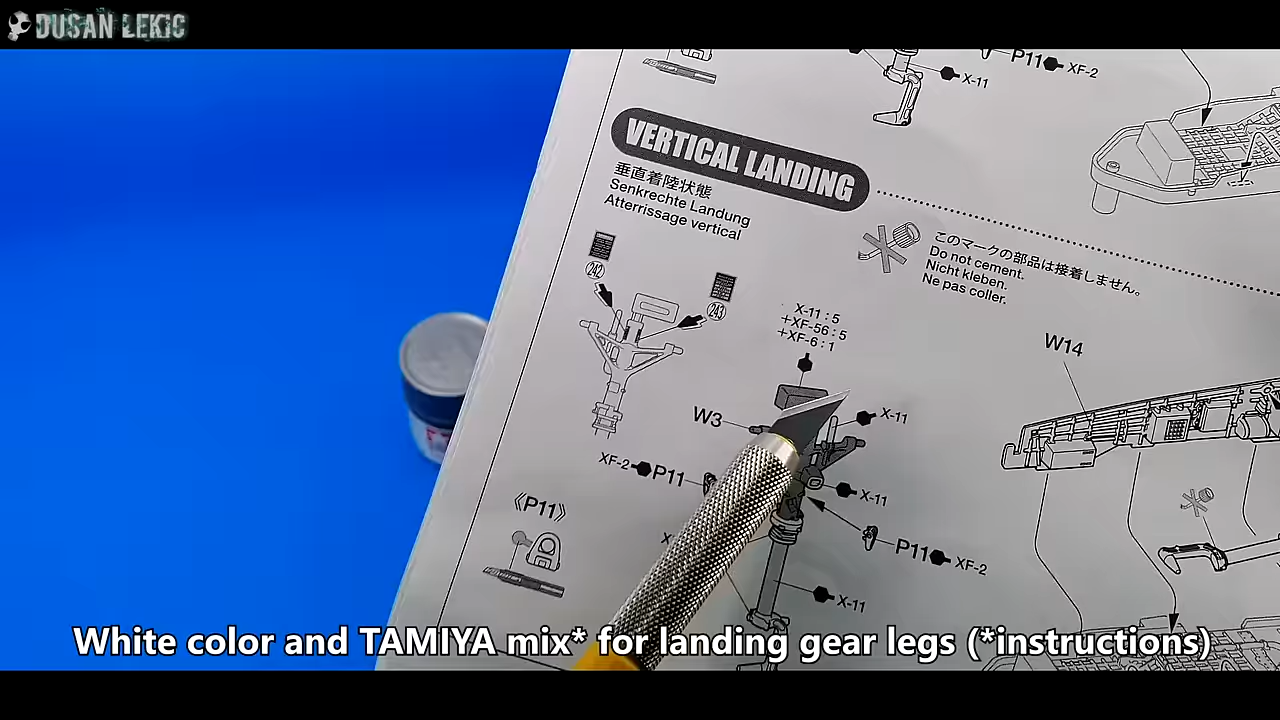 DUSAN LEKIC
P11
XF-2
X-11
VERTICAL LANDING
垂直着陸状態
Senkrechte Landung
Atterrissage vertical
このマークの部品は接着しません。
Do not cement.
Nicht kleben.
Ne pas coller.
242
243
X-11 : 5
+XF-56 : 5
+XF-6 : 1
W14
W3
X-11
XF-2
P11
X-11
《P11》
P11
XF-2
X-11
White color and TAMIYA mix* for landing gear legs (*instructions)